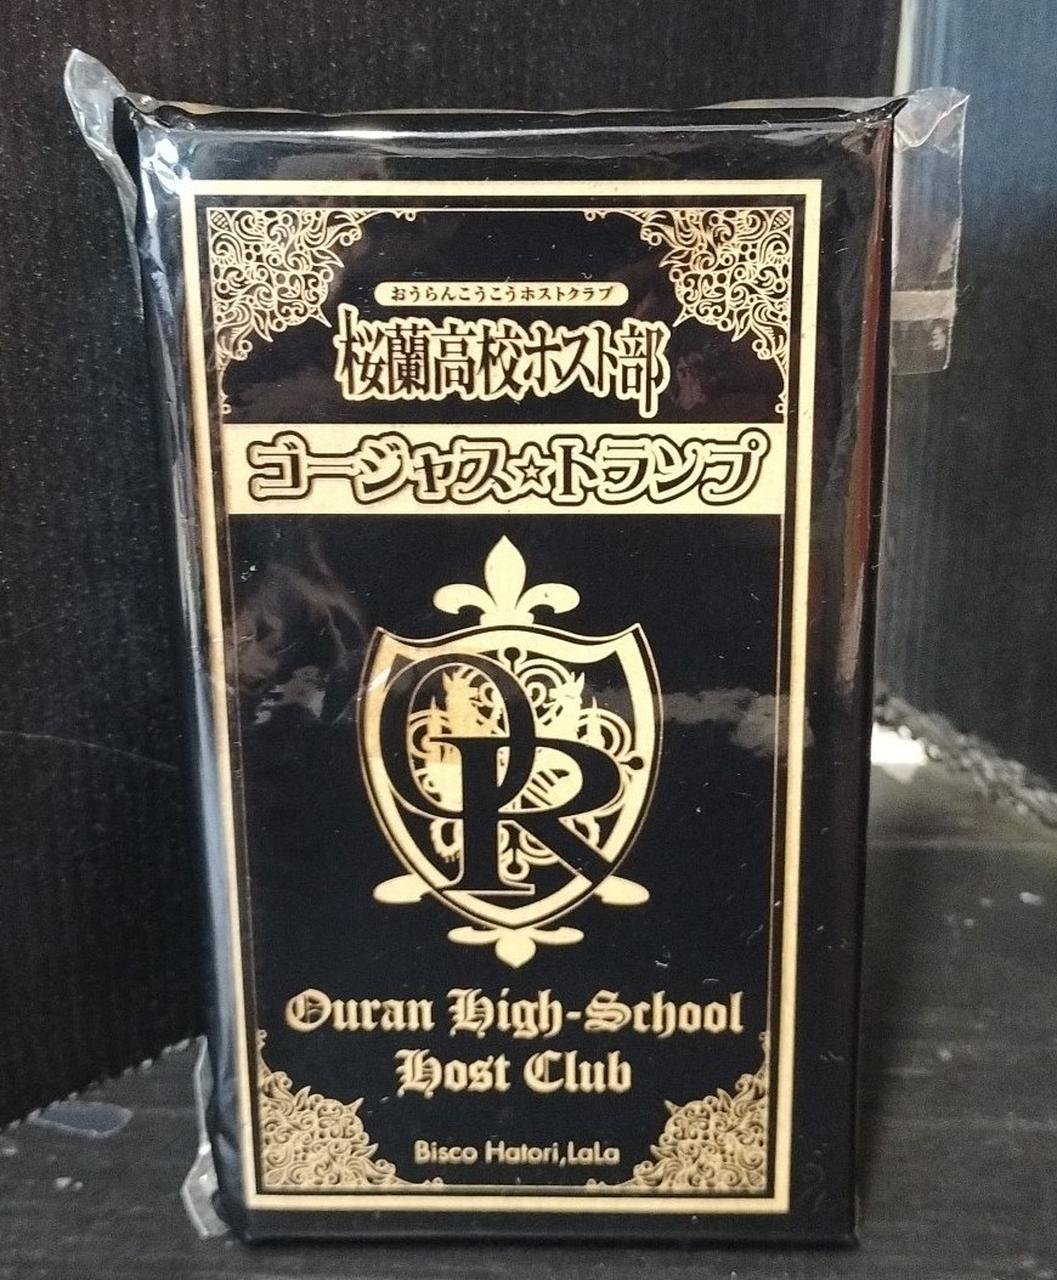 おうらんこうこうホストクラブ
桜蘭高校ホスト部
ゴージャス☆トランプ
OR
Ouran High-School
Host Club
Bisco Hatori,LaLa